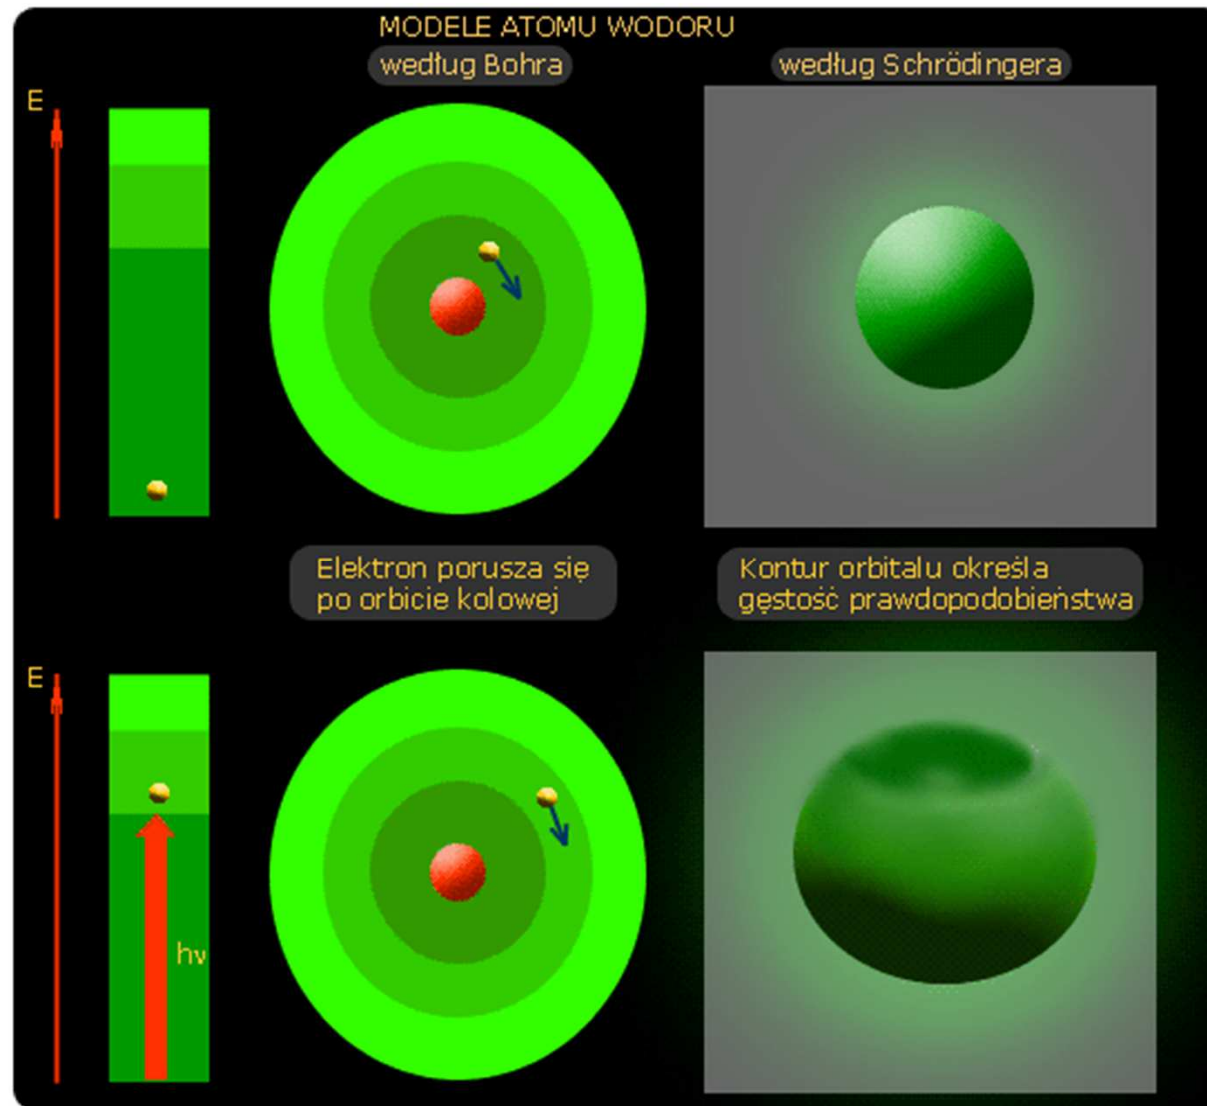 MODELE ATOMU WODORU
według Bohra
według Schrödingera
E
Elektron porusza się
po orbicie kołowej
Kontur orbitalu określa
gęstość prawdopodobieństwa
E
hν